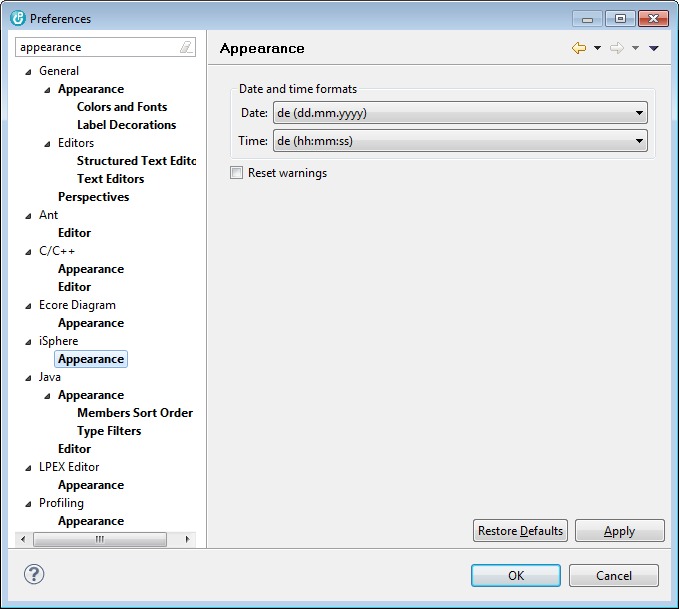 Preferences
appearance
General
Appearance
Colors and Fonts
Label Decorations
Editors
Structured Text Edito
Text Editors
Perspectives
Ant
Editor
C/C++
Appearance
Editor
Ecore Diagram
Appearance
iSphere
Appearance
Java
Appearance
Members Sort Order
Type Filters
Editor
LPEX Editor
Appearance
Profiling
Appearance
Appearance
Date and time formats
Date: de (dd.mm.yyyy)
Time: de (hh:mm:ss)
Reset warnings
Restore Defaults Apply
? OK Cancel